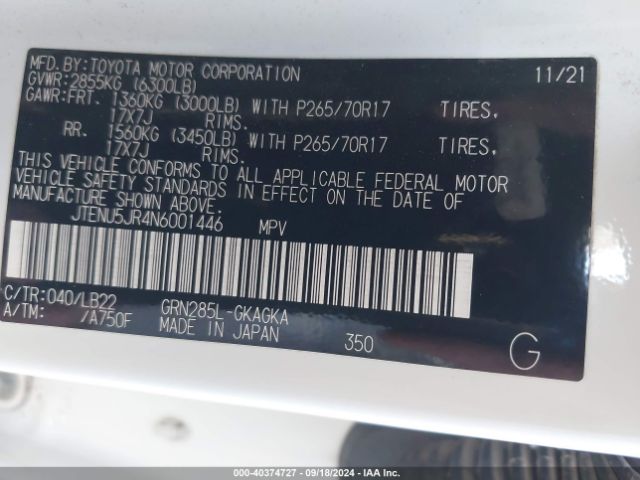 MFD.BY:TOYOTA MOTOR CORPORATION 11/21
GVWR:2855KG (6300LB)
GAWR:FRT. 1360KG (3000LB) WITH P265/70R17 TIRES,
17X7J RIMS.
RR. 1560KG (3450LB) WITH P265/70R17 TIRES,
17X7J RIMS.
THIS VEHICLE CONFORMS TO ALL APPLICABLE FEDERAL MOTOR
VEHICLE SAFETY STANDARDS IN EFFECT ON THE DATE OF
MANUFACTURE SHOWN ABOVE.
JTENU5JR4N6001446 MPV
C/TR:040/LB22 GRN285L-GKAGKA
A/TM: /A750F MADE IN JAPAN 350 G
000-40374727 - 09/18/2024 - IAA Inc.